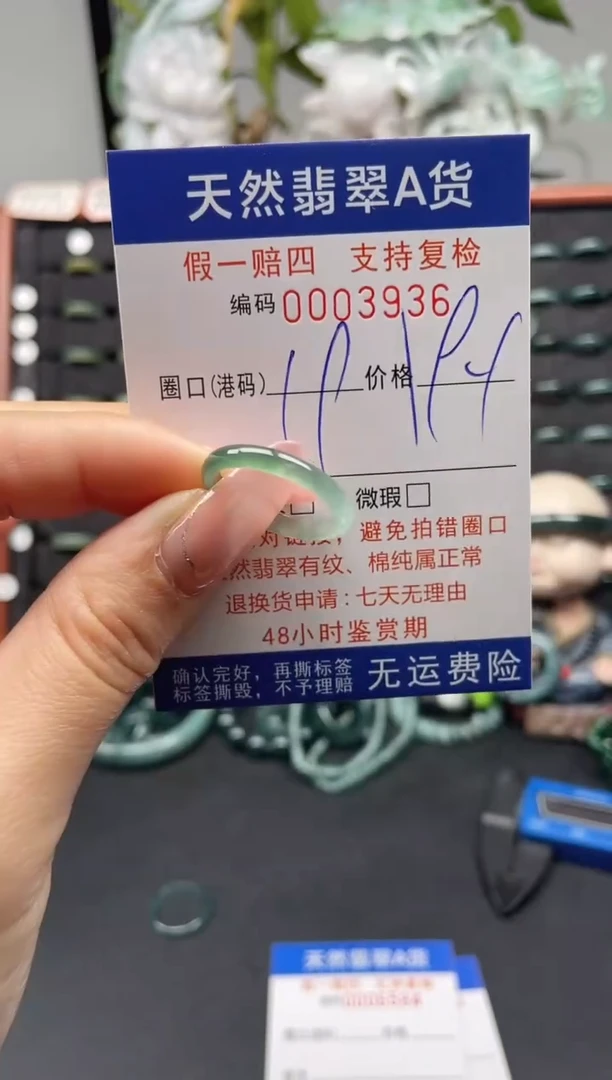 天然翡翠A货
假一赔四 支持复检
编码 0003936
圈口(港码) 价格
微瑕
对链接，避免拍错圈口
然翡翠有纹、棉纯属正常
退换货申请：七天无理由
48小时鉴赏期
确认完好，再撕标签
标签撕毁，不予理赔
无运费险
天然翡翠A货